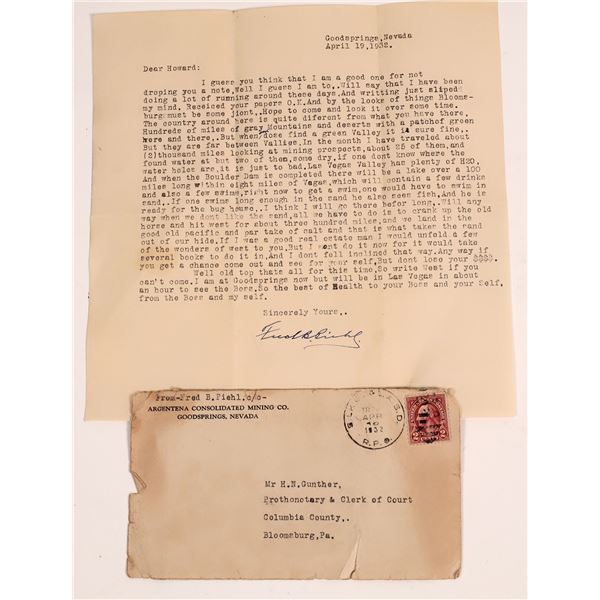 Goodsprings,Nevada
April 19,1932.
Dear Howard:
I guess you think that I am a good one for not
droping you a note,Well I guess I am to,.Will say that I have been
doing a lot of running around these days.And writting just sliped
my mind. Receiced your papers O.K.And by the looks of things Blooms-
burg must be some jiont,.Hope to come and look it over some time.
The country around here is quite diferent from what you have there.
Hundreds of miles of gray Mountains and deserts with a patchof green
here and there,.But when,dose find a green Valley it is sure fine,.
But they are far between Vallies.In the month I have traveled about
(2)thousand miles looking at mining prospects,about 25 of them,and
found water at but two of them,some dry,if one dont know where the
water holes are,it is just to bad.Las Vegas Valley has plenty of H2O,
And when the Boulder Dam is completed there will be a lake over a 100
miles long within eight miles of Vegas,which will contain a few drinks
and also a few swims,right now to get a swim,one would have to swim in
sand,.If one swims long enough in the sand he also sees fish,And he is
ready for the bug house,.I think I will go there befor long,.Will any
way when we dont like the sand,all we have to do is to crank up the old
horse and hit west for about three hundred miles,and we land in the
good old pacific and par take of salt and that is what takes the sand
out of our hide.If I was a good real estate man I would unfold a few
of the wonders of west to you,But I wont do it now for it would take
several books to do it in.And I dont fell inclined that way.Any way if
you get a chance come out and see for your self,But dont lose your $$$$.
Well old top thats all for this time,So write West if you
can't come.I am at Goodsprings now but will be in Las Vegas in about
an hour to see the Boss.So the best of Health to your Boss and your Self,
from the Boss and my self.
Sincerely Yours,.
Fred B. Piehl.
From-Fred B.Piehl.c/o-
ARGENTENA CONSOLIDATED MINING CO.
GOODSPRINGS, NEVADA
APR
1932
R.P.O
2 2
Mr H.N.Gunther,
Prothonotary & Clerk of Court
Columbia County,.
Bloomsburg,Pa.